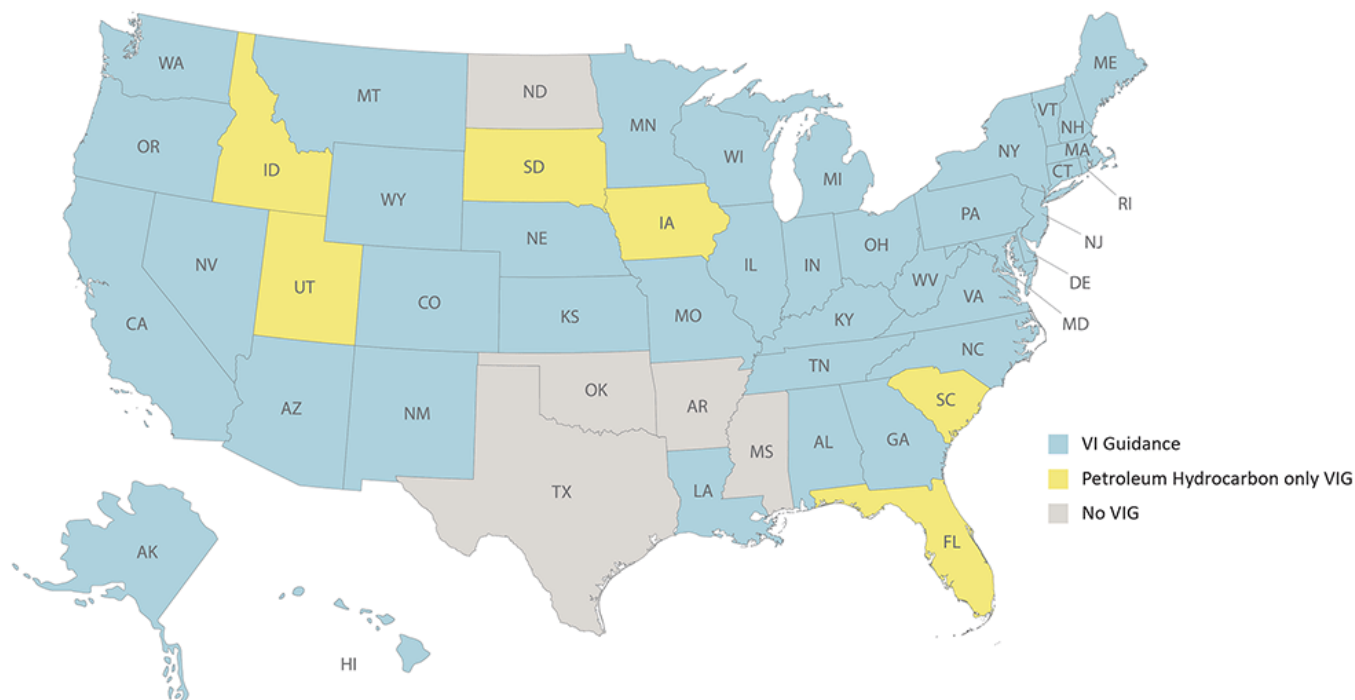 WA
MT
ND
MN
ME
VT
NH
OR
ID
SD
WI
MI
NY
MA
CT
RI
WY
IA
PA
NJ
NE
NV
UT
CO
IL
IN
OH
WV
VA
DE
MD
CA
KS
MO
KY
NC
TN
OK
AR
SC
AZ
NM
MS
AL
GA
TX
LA
FL
AK
HI
VI Guidance
Petroleum Hydrocarbon only VIG
No VIG